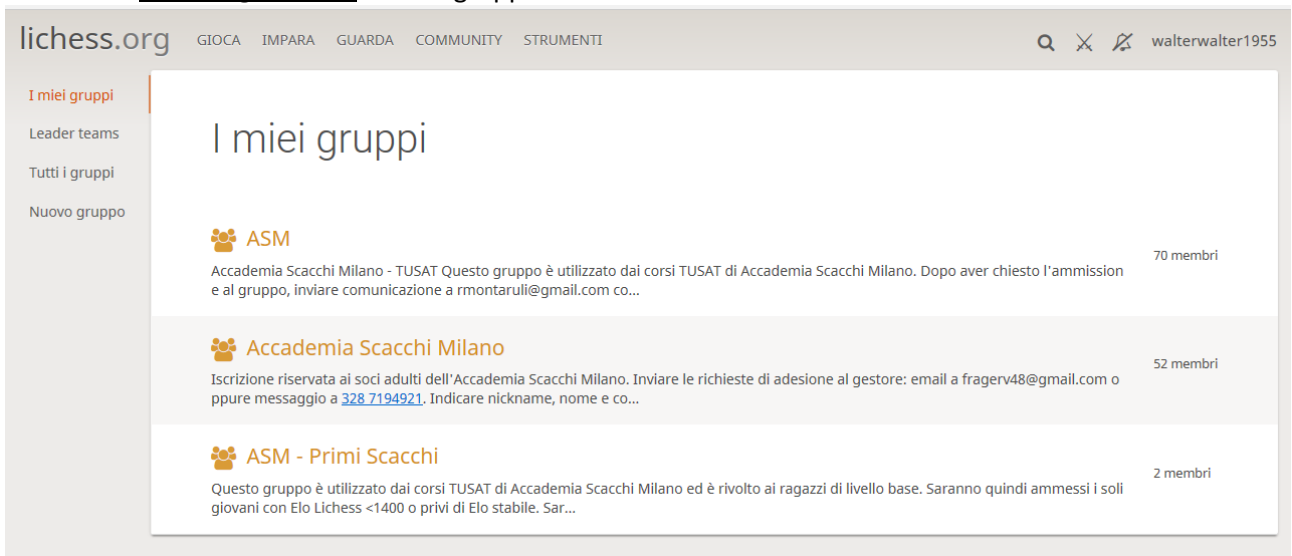 lichess.org GIOCA IMPARA GUARDA COMMUNITY STRUMENTI walterwalter1955
I miei gruppi
Leader teams
Tutti i gruppi
Nuovo gruppo
I miei gruppi
ASM
Accademia Scacchi Milano - TUSAT Questo gruppo è utilizzato dai corsi TUSAT di Accademia Scacchi Milano. Dopo aver chiesto l'ammission
e al gruppo, inviare comunicazione a rmontaruli@gmail.com co...
70 membri
Accademia Scacchi Milano
Iscrizione riservata ai soci adulti dell'Accademia Scacchi Milano. Inviare le richieste di adesione al gestore: email a fragerv48@gmail.com o
ppure messaggio a 328 7194921. Indicare nickname, nome e co...
52 membri
ASM - Primi Scacchi
Questo gruppo è utilizzato dai corsi TUSAT di Accademia Scacchi Milano ed è rivolto ai ragazzi di livello base. Saranno quindi ammessi i soli
giovani con Elo Lichess <1400 o privi di Elo stabile. Sar...
2 membri